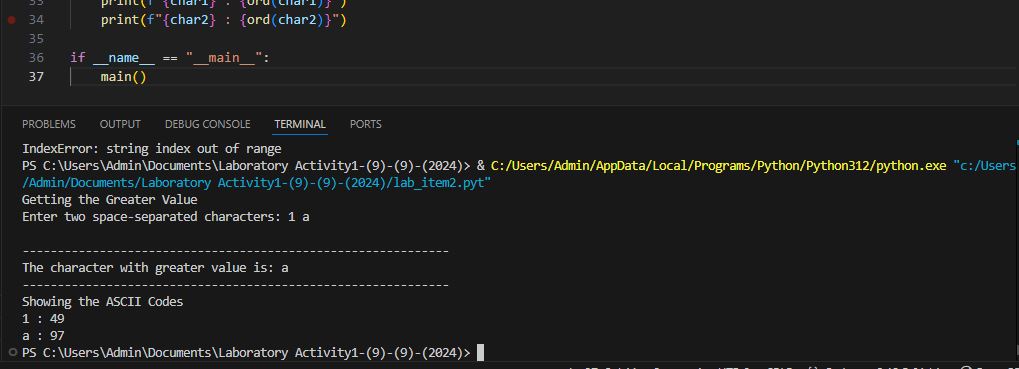 33 print(f"{char1} : {ord(char1)}")
34 print(f"{char2} : {ord(char2)}")
35
36 if __name__ == "__main__":
37 main()
PROBLEMS OUTPUT DEBUG CONSOLE TERMINAL PORTS
IndexError: string index out of range
PS C:\Users\Admin\Documents\Laboratory Activity1-(9)-(9)-(2024)> & C:/Users/Admin/AppData/Local/Programs/Python/Python312/python.exe "c:/Users
/Admin/Documents/Laboratory Activity1-(9)-(9)-(2024)/lab_item2.pyt"
Getting the Greater Value
Enter two space-separated characters: 1 a
------------------------------------------------------------
The character with greater value is: a
------------------------------------------------------------
Showing the ASCII Codes
1 : 49
a : 97
PS C:\Users\Admin\Documents\Laboratory Activity1-(9)-(9)-(2024)>